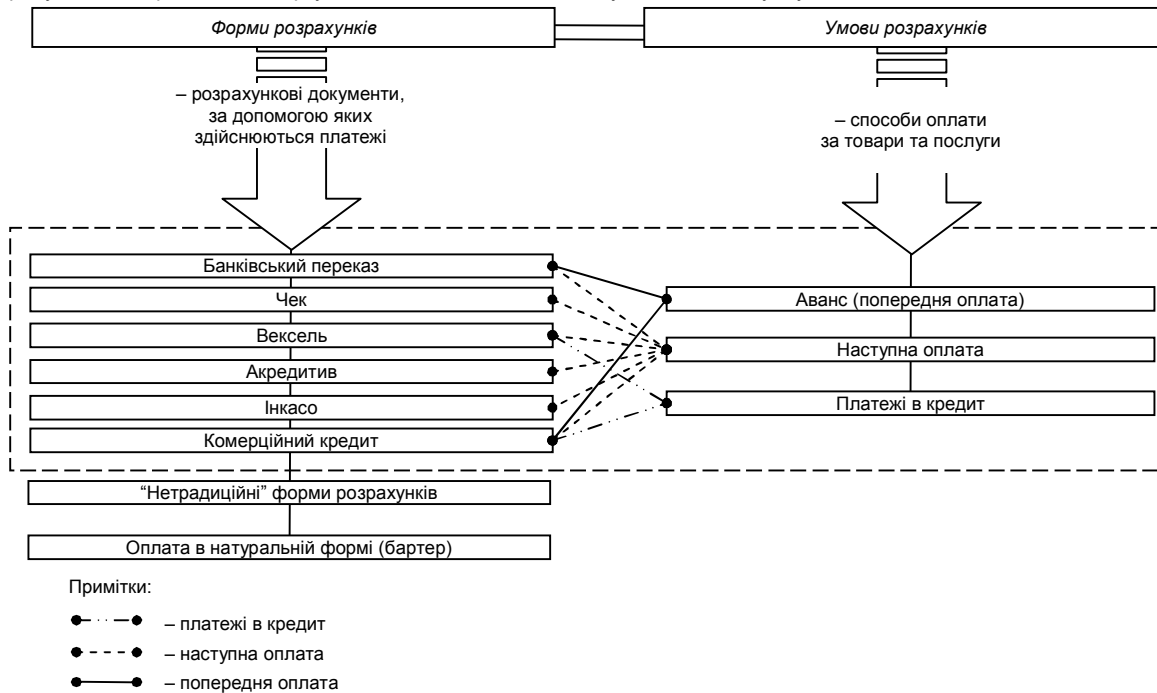 Форми розрахунків
Умови розрахунків
– розрахункові документи,
за допомогою яких
здійснюються платежі
– способи оплати
за товари та послуги
Банківський переказ
Чек
Вексель
Акредитив
Інкасо
Комерційний кредит
Аванс (попередня оплата)
Наступна оплата
Платежі в кредит
“Нетрадиційні” форми розрахунків
Оплата в натуральній формі (бартер)
Примітки:
– платежі в кредит
– наступна оплата
– попередня оплата